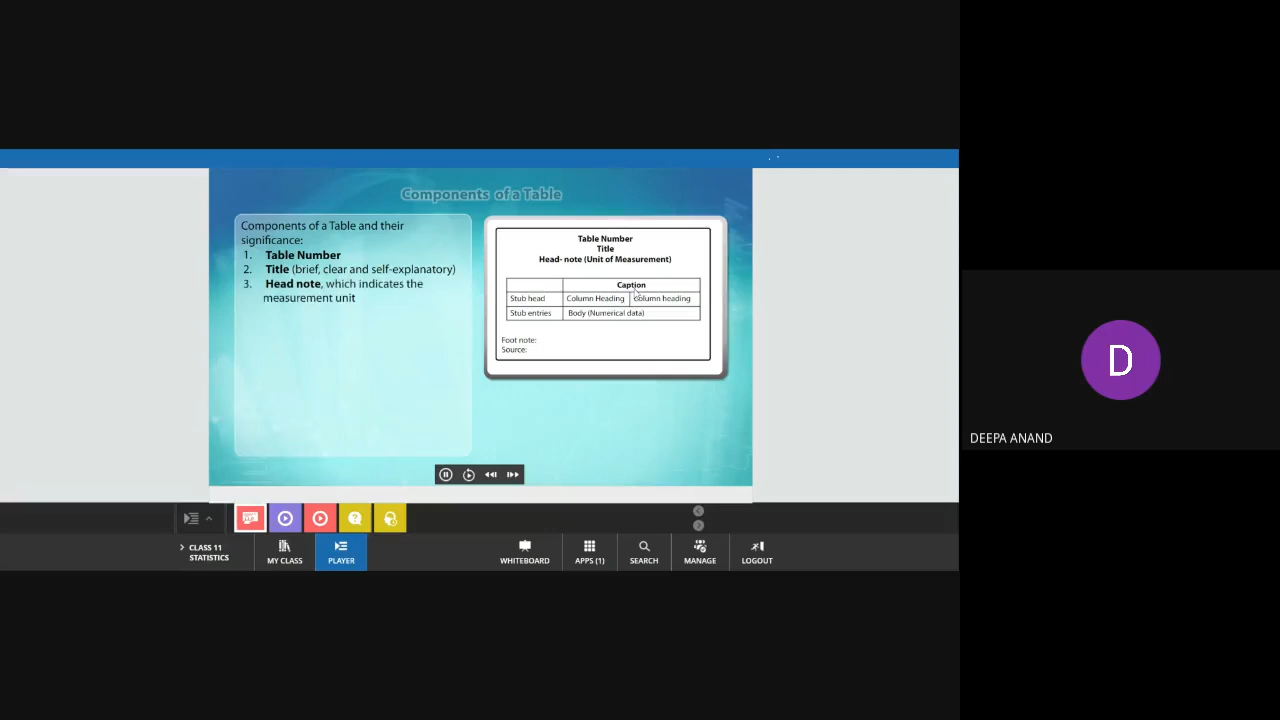 Components of a Table
Components of a Table and their
significance:
1. Table Number
2. Title (brief, clear and self-explanatory)
3. Head note, which indicates the
measurement unit
Table Number
Title
Head- note (Unit of Measurement)
Caption
Stub head Column Heading Column heading
Stub entries Body (Numerical data)
Foot note:
Source:
D
DEEPA ANAND
CLASS 11
STATISTICS
MY CLASS
PLAYER
WHITEBOARD
APPS (1)
SEARCH
MANAGE
LOGOUT